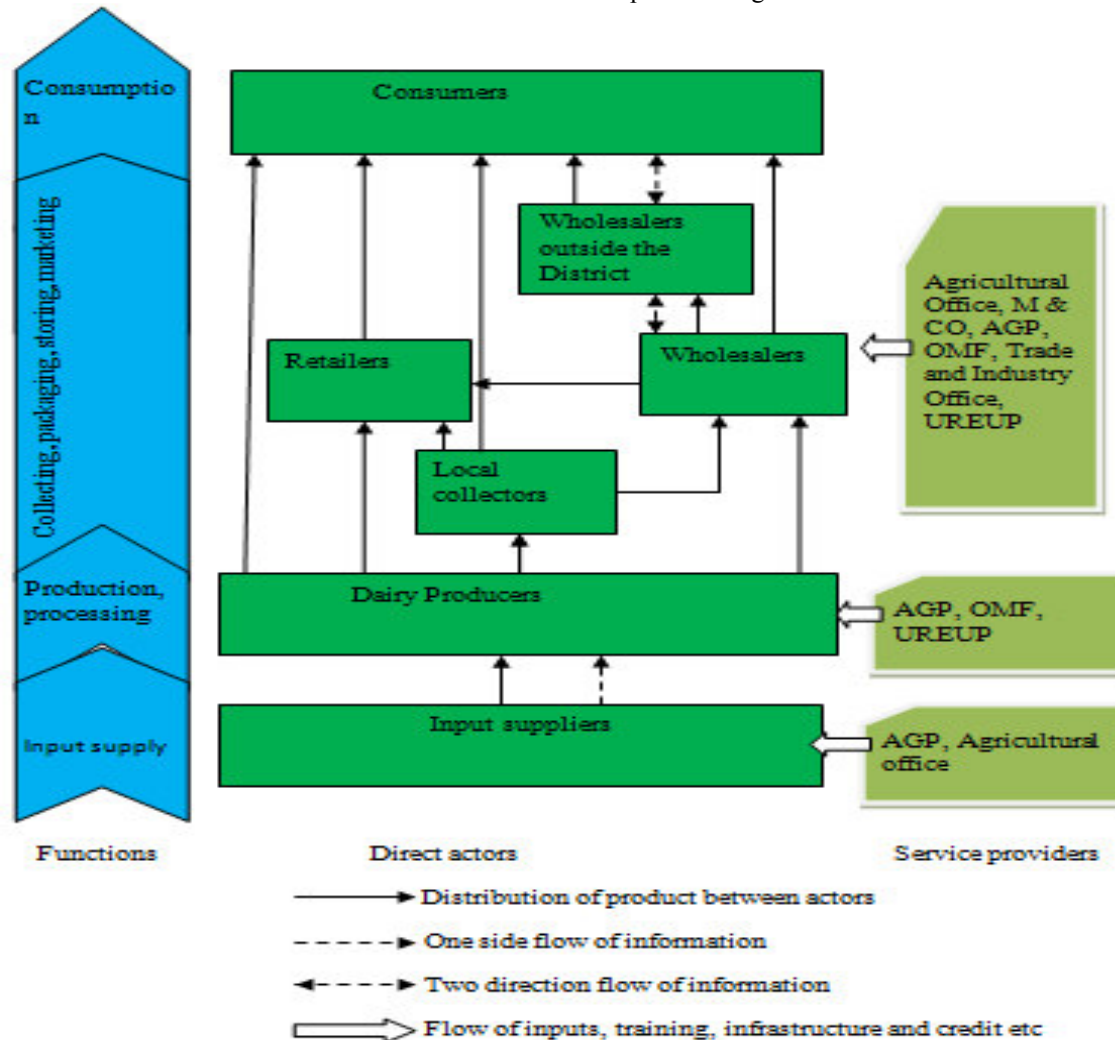 Consumptio
n
Consumers
Collecting, packaging, storing, marketing
Wholesalers
outside the
District
Retailers
Wholesalers
Local
collectors
Agricultural
Office, M &
CO, AGP,
OMF, Trade
and Industry
Office,
UREUP
Production,
processing
Dairy Producers
AGP, OMF,
UREUP
Input supply
Input suppliers
AGP, Agricultural
office
Functions
Direct actors
Service providers
Distribution of product between actors
One side flow of information
Two direction flow of information
Flow of inputs, training, infrastructure and credit etc